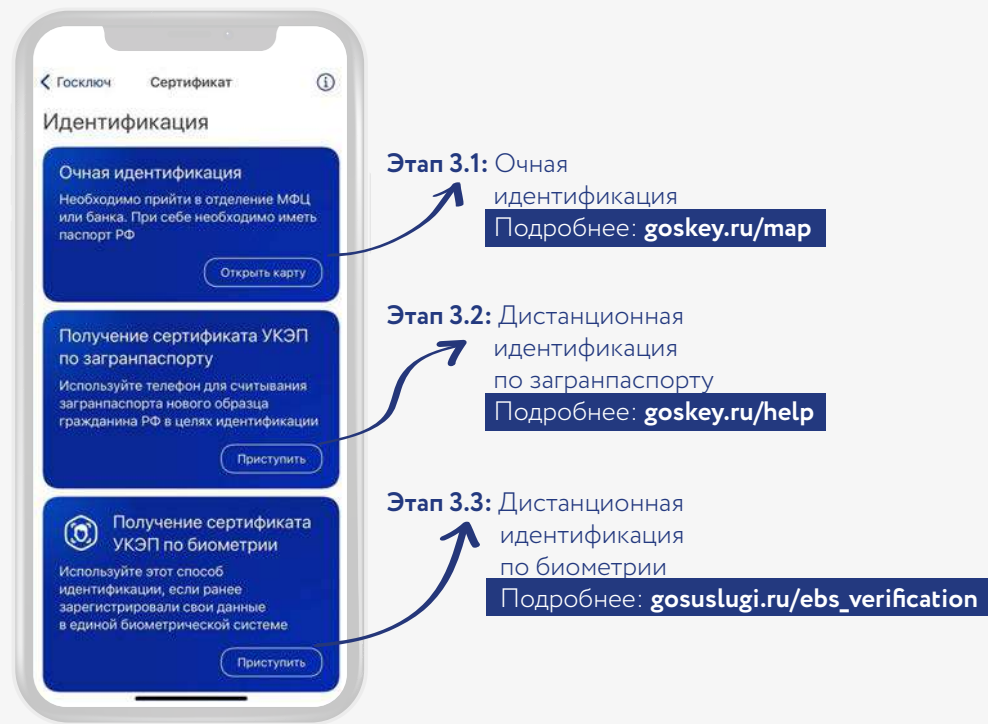 Госключ Сертификат
Идентификация
Очная идентификация
Необходимо прийти в отделение МФЦ
или банка. При себе необходимо иметь
паспорт РФ
Открыть карту
Получение сертификата УКЭП
по загранпаспорту
Используйте телефон для считывания
загранпаспорта нового образца
гражданина РФ в целях идентификации
Приступить
Получение сертификата
УКЭП по биометрии
Используйте этот способ
идентификации, если ранее
зарегистрировали свои данные
в единой биометрической системе
Приступить
Этап 3.1: Очная
идентификация
Подробнее: goskey.ru/map
Этап 3.2: Дистанционная
идентификация
по загранпаспорту
Подробнее: goskey.ru/help
Этап 3.3: Дистанционная
идентификация
по биометрии
Подробнее: gosuslugi.ru/ebs_verification